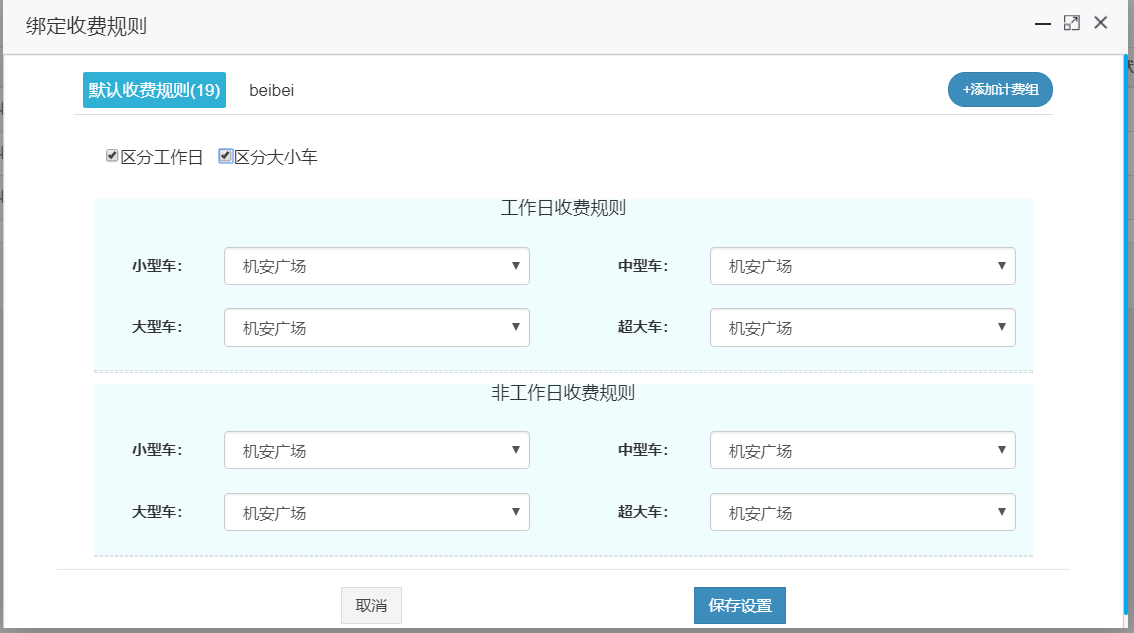 绑定收费规则
默认收费规则(19) beibei +添加计费组
区分工作日 区分大小车
工作日收费规则
小型车： 机安广场 中型车： 机安广场
大型车： 机安广场 超大车： 机安广场
非工作日收费规则
小型车： 机安广场 中型车： 机安广场
大型车： 机安广场 超大车： 机安广场
取消 保存设置